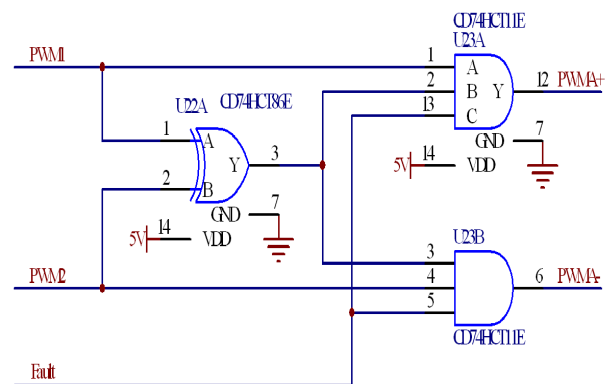 CD74HCT11E
U23A
PWM1
1
A
2
B
Y
12
PWMA+
13
C
U22A
CD74HCT86E
GND
7
1
A
Y
3
5V
14
VDD
2
B
GND
7
U23B
5V
14
VDD
3
PWM2
4
6
PWMA-
5
CD74HCT11E
Fault